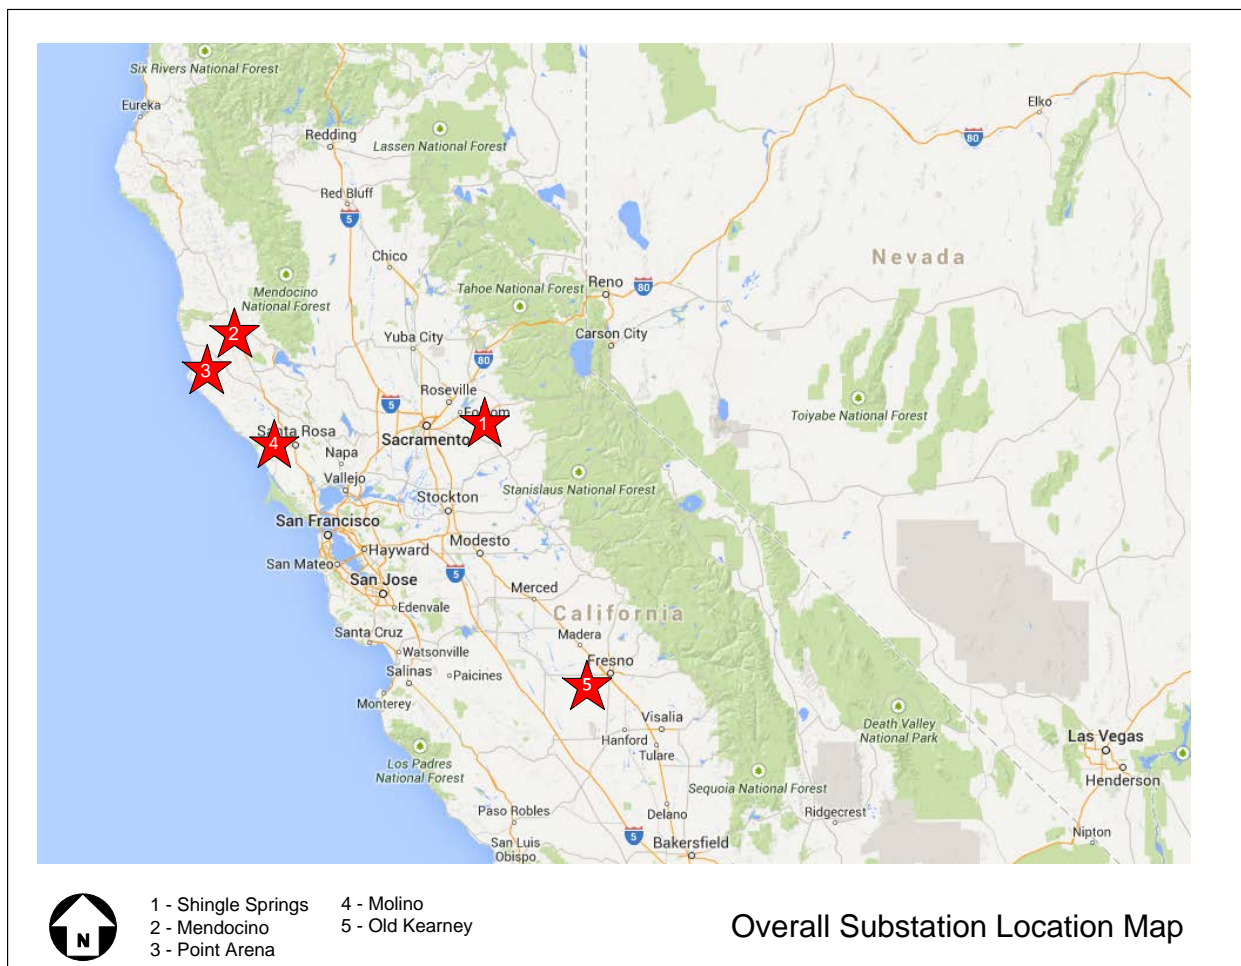 Six Rivers National Forest
Eureka
Redding
Lassen National Forest
Elko
80
Red Bluff
5
Chico
Nevada
Mendocino
National Forest
Tahoe National Forest
Reno
80
Yuba City
Carson City
2
80
3
Roseville
5
Folsom
Toiyabe National Forest
1
Sacramento
Santa Rosa
4
Napa
Vallejo
Stanislaus National Forest
Stockton
San Francisco
Hayward
Modesto
San Mateo
5
San Jose
Merced
Edenvale
California
Santa Cruz
Madera
Watsonville
Fresno
Salinas
Paicines
5
Monterey
Visalia
Death Valley
National Park
Hanford
Las Vegas
Tulare
Los Padres
National Forest
Henderson
Sequoia National Forest
Paso Robles
Delano
Ridgecrest
5
Nipton
San Luis
Obispo
Bakersfield
N
1 - Shingle Springs
2 - Mendocino
3 - Point Arena
4 - Molino
5 - Old Kearney
Overall Substation Location Map